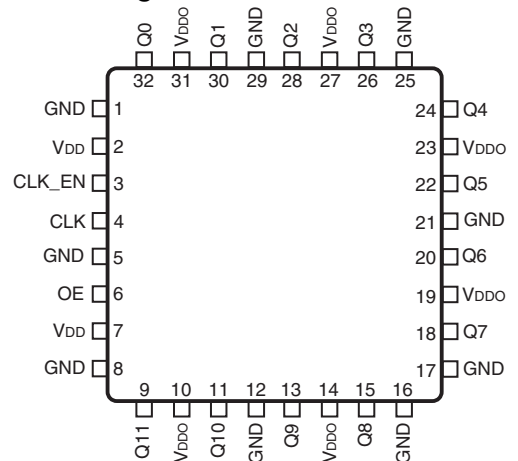 Q0 VDDO Q1 GND Q2 VDDO Q3 GND
32 31 30 29 28 27 26 25
GND 1
VDD 2
CLK_EN 3
CLK 4
GND 5
OE 6
VDD 7
GND 8
24 Q4
23 VDDO
22 Q5
21 GND
20 Q6
19 VDDO
18 Q7
17 GND
9 10 11 12 13 14 15 16
Q11 VDDO Q10 GND Q9 VDDO Q8 GND